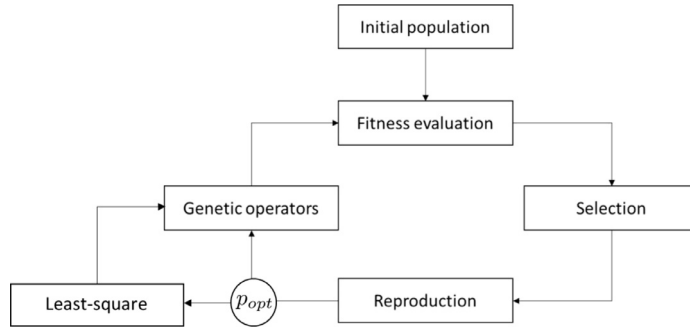 Initial population
Fitness evaluation
Genetic operators
Selection
Least-square
p_opt
Reproduction